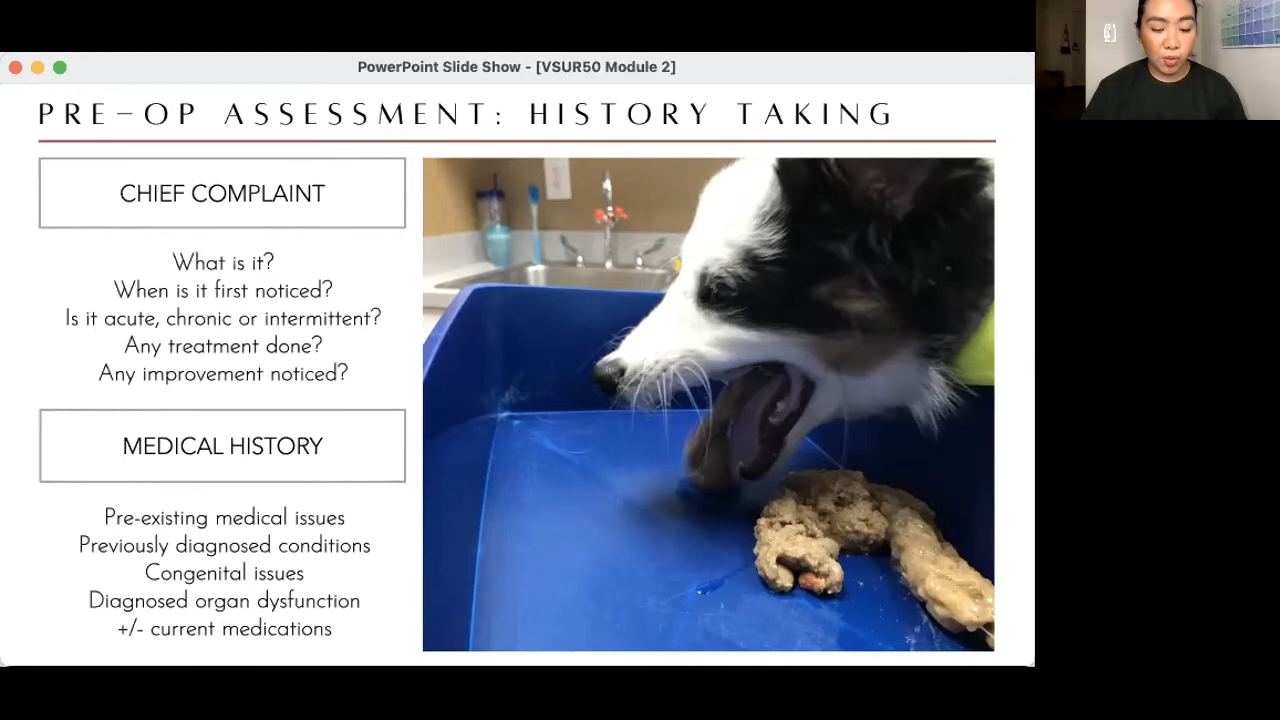 PowerPoint Slide Show - [VSUR50 Module 2]
PRE-OP ASSESSMENT: HISTORY TAKING
CHIEF COMPLAINT
What is it?
When is it first noticed?
Is it acute, chronic or intermittent?
Any treatment done?
Any improvement noticed?
MEDICAL HISTORY
Pre-existing medical issues
Previously diagnosed conditions
Congenital issues
Diagnosed organ dysfunction
+/- current medications